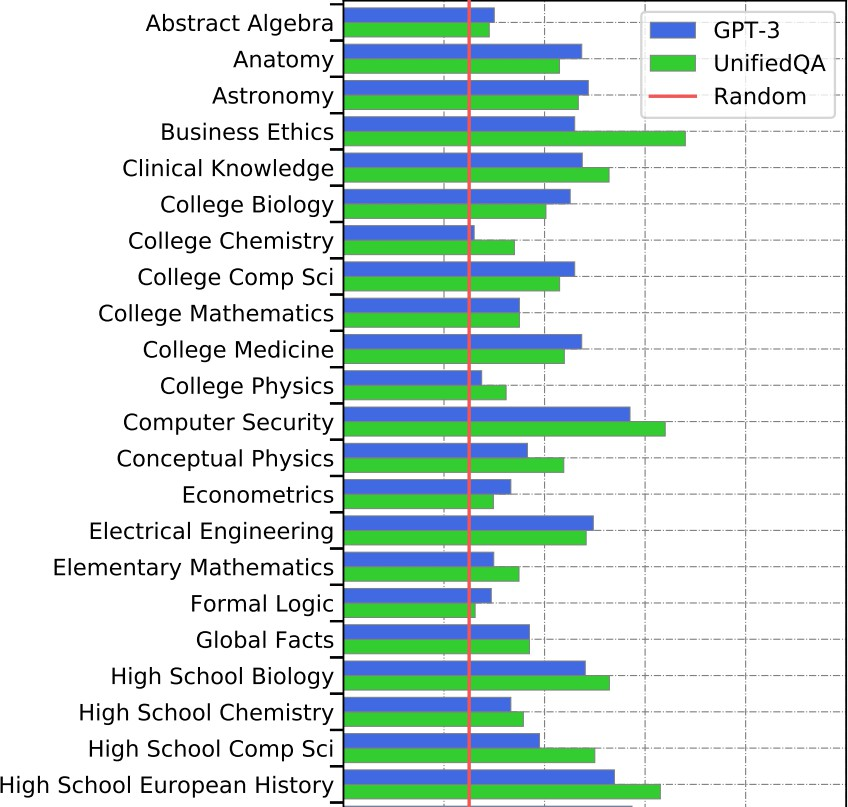 Abstract Algebra
Anatomy
Astronomy
Business Ethics
Clinical Knowledge
College Biology
College Chemistry
College Comp Sci
College Mathematics
College Medicine
College Physics
Computer Security
Conceptual Physics
Econometrics
Electrical Engineering
Elementary Mathematics
Formal Logic
Global Facts
High School Biology
High School Chemistry
High School Comp Sci
High School European History
GPT-3
UnifiedQA
Random